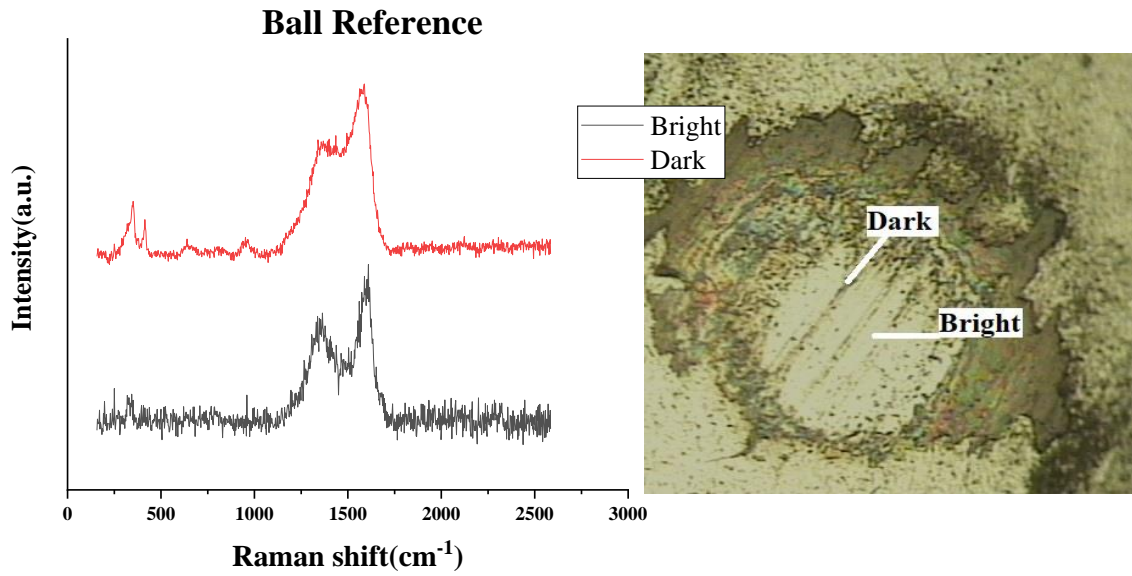 Ball Reference
Intensity(a.u.)
0
500
1000
1500
2000
2500
3000
Raman shift(cm⁻¹)
Bright
Dark
Dark
Bright